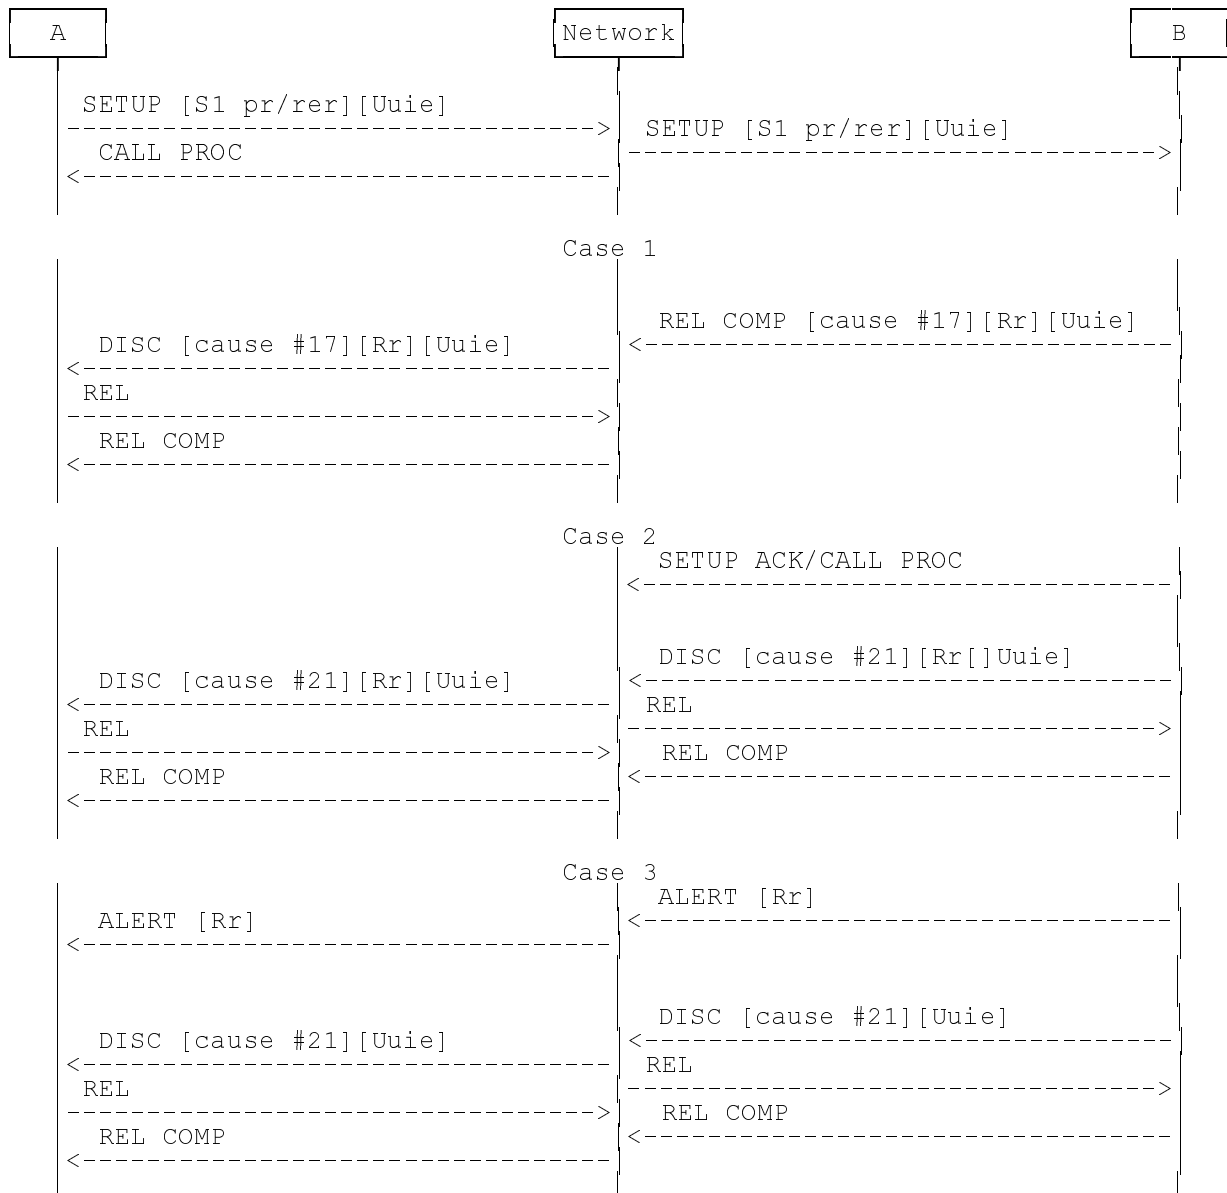 A
Network
B
SETUP [S1 pr/rer][Uuie]
SETUP [S1 pr/rer][Uuie]
CALL PROC
Case 1
REL COMP [cause #17][Rr][Uuie]
DISC [cause #17][Rr][Uuie]
REL
REL COMP
Case 2
SETUP ACK/CALL PROC
DISC [cause #21][Rr[]Uuie]
DISC [cause #21][Rr][Uuie]
REL
REL
REL COMP
REL COMP
Case 3
ALERT [Rr]
ALERT [Rr]
DISC [cause #21][Uuie]
DISC [cause #21][Uuie]
REL
REL
REL COMP
REL COMP